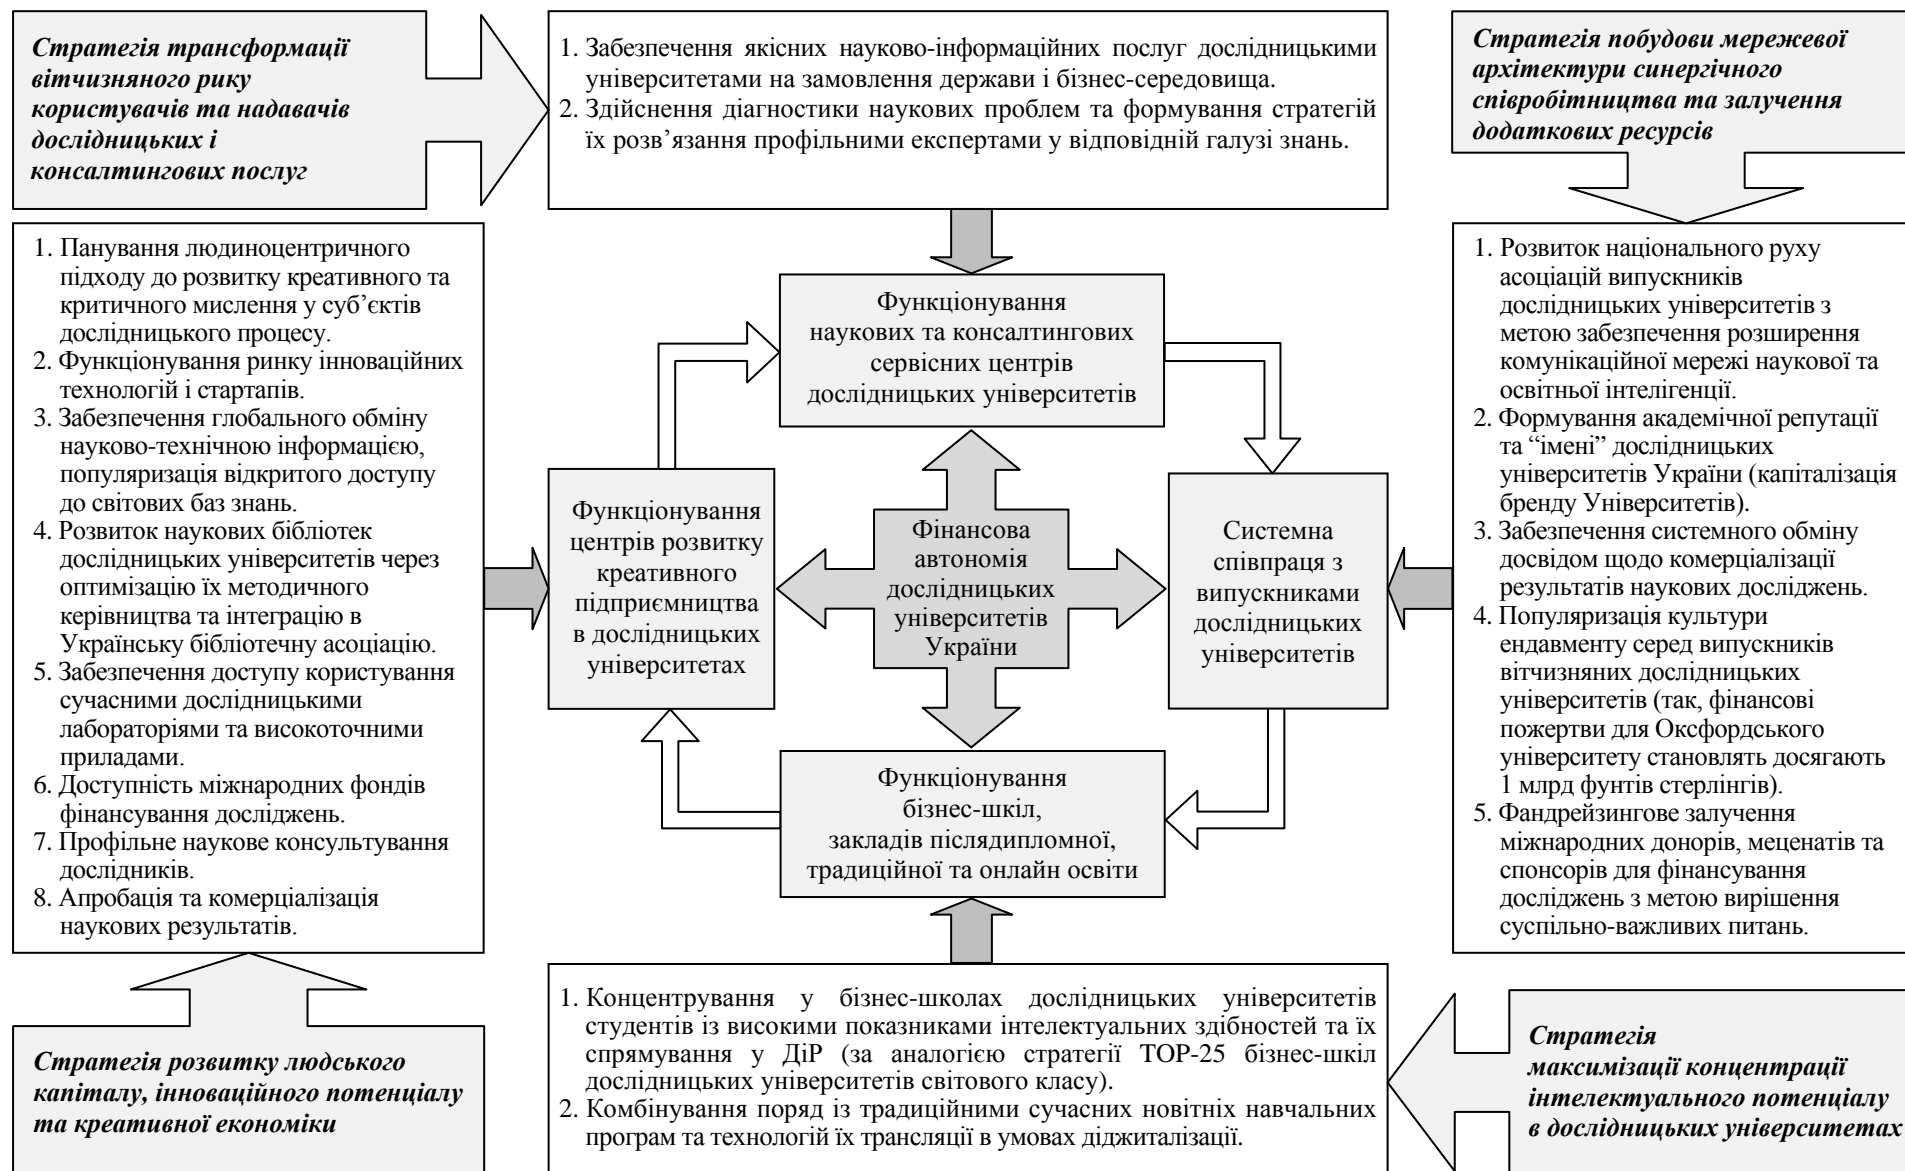 Стратегія трансформації
вітчизняного рику
користувачів та надавачів
дослідницьких і
консалтингових послуг
1. Забезпечення якісних науково-інформаційних послуг дослідницькими
університетами на замовлення держави і бізнес-середовища.
2. Здійснення діагностики наукових проблем та формування стратегій
їх розв’язання профільними експертами у відповідній галузі знань.
Стратегія побудови мережевої
архітектури синергічного
співробітництва та залучення
додаткових ресурсів
1. Панування людиноцентричного
підходу до розвитку креативного та
критичного мислення у суб’єктів
дослідницького процесу.
2. Функціонування ринку інноваційних
технологій і стартапів.
3. Забезпечення глобального обміну
науково-технічною інформацією,
популяризація відкритого доступу
до світових баз знань.
4. Розвиток наукових бібліотек
дослідницьких університетів через
оптимізацію їх методичного
керівництва та інтеграцію в
Українську бібліотечну асоціацію.
5. Забезпечення доступу користування
сучасними дослідницькими
лабораторіями та високоточними
приладами.
6. Доступність міжнародних фондів
фінансування досліджень.
7. Профільне наукове консультування
дослідників.
8. Апробація та комерціалізація
наукових результатів.
Функціонування
наукових та консалтингових
сервісних центрів
дослідницьких університетів
Функціонування
центрів розвитку
креативного
підприємництва
в дослідницьких
університетах
Фінансова
автономія
дослідницьких
університетів
України
Системна
співпраця з
випускниками
дослідницьких
університетів
Функціонування
бізнес-шкіл,
закладів післядипломної,
традиційної та онлайн освіти
1. Розвиток національного руху
асоціацій випускників
дослідницьких університетів з
метою забезпечення розширення
комунікаційної мережі наукової та
освітньої інтелігенції.
2. Формування академічної репутації
та “імені” дослідницьких
університетів України (капіталізація
бренду Університетів).
3. Забезпечення системного обміну
досвідом щодо комерціалізації
результатів наукових досліджень.
4. Популяризація культури
ендавменту серед випускників
вітчизняних дослідницьких
університетів (так, фінансові
пожертви для Оксфордського
університету становлять досягають
1 млрд фунтів стерлінгів).
5. Фандрейзингове залучення
міжнародних донорів, меценатів та
спонсорів для фінансування
досліджень з метою вирішення
суспільно-важливих питань.
Стратегія розвитку людського
капіталу, інноваційного потенціалу
та креативної економіки
1. Концентрування у бізнес-школах дослідницьких університетів
студентів із високими показниками інтелектуальних здібностей та їх
спрямування у ДіР (за аналогією стратегії ТОР-25 бізнес-шкіл
дослідницьких університетів світового класу).
2. Комбінування поряд із традиційними сучасних новітніх навчальних
програм та технологій їх трансляції в умовах діджиталізації.
Стратегія
максимізації концентрації
інтелектуального потенціалу
в дослідницьких університетах